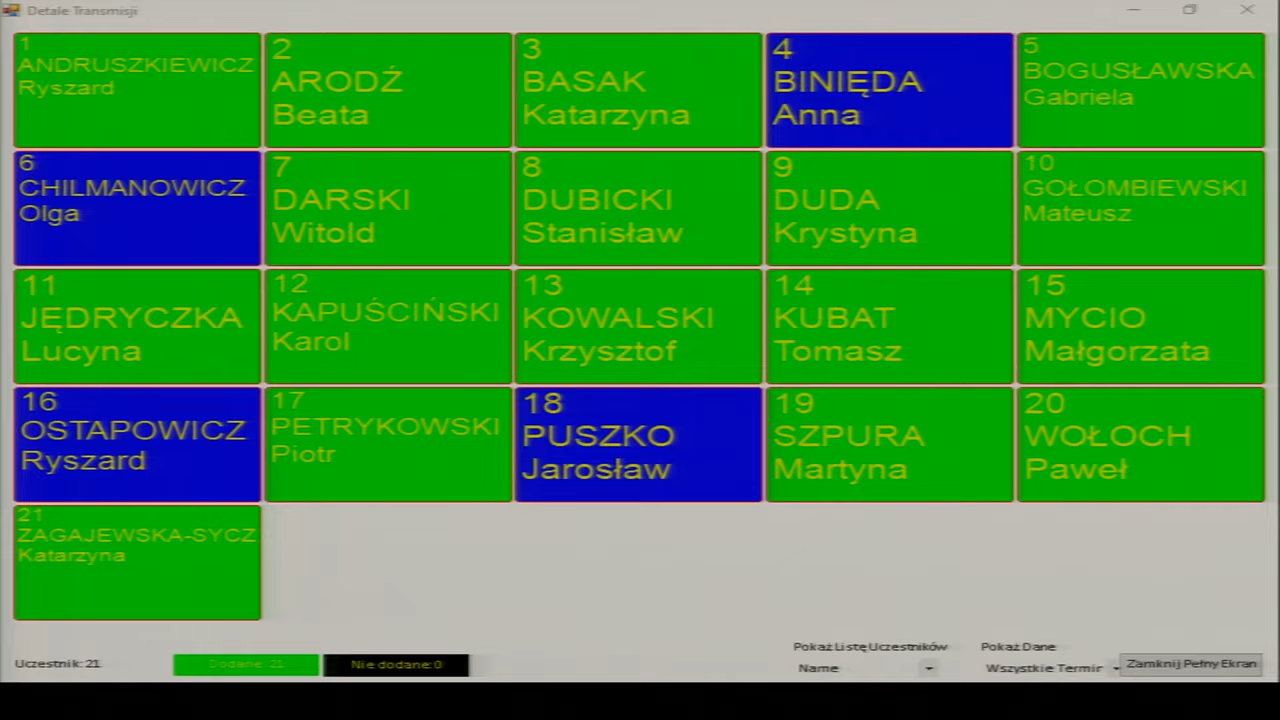 Detale Transmisji
1
ANDRUSZKIEWICZ
Ryszard
2
ARODŹ
Beata
3
BASAK
Katarzyna
4
BINIĘDA
Anna
5
BOGUSŁAWSKA
Gabriela
6
CHILMANOWICZ
Olga
7
DARSKI
Witold
8
DUBICKI
Stanisław
9
DUDA
Krystyna
10
GOŁOMBIEWSKI
Mateusz
11
JĘDRYCZKA
Lucyna
12
KAPUŚCIŃSKI
Karol
13
KOWALSKI
Krzysztof
14
KUBAT
Tomasz
15
MYCIO
Małgorzata
16
OSTAPOWICZ
Ryszard
17
PETRYKOWSKI
Piotr
18
PUSZKO
Jarosław
19
SZPURA
Martyna
20
WOŁOCH
Paweł
21
ZAGAJEWSKA-SYCZ
Katarzyna
Pokaż Listę Uczestników Pokaż Dane
Uczestnik: 21 Dodane: 21 Nie dodane: 0 Name Wszystkie Termir Zamknij Pełny Ekran